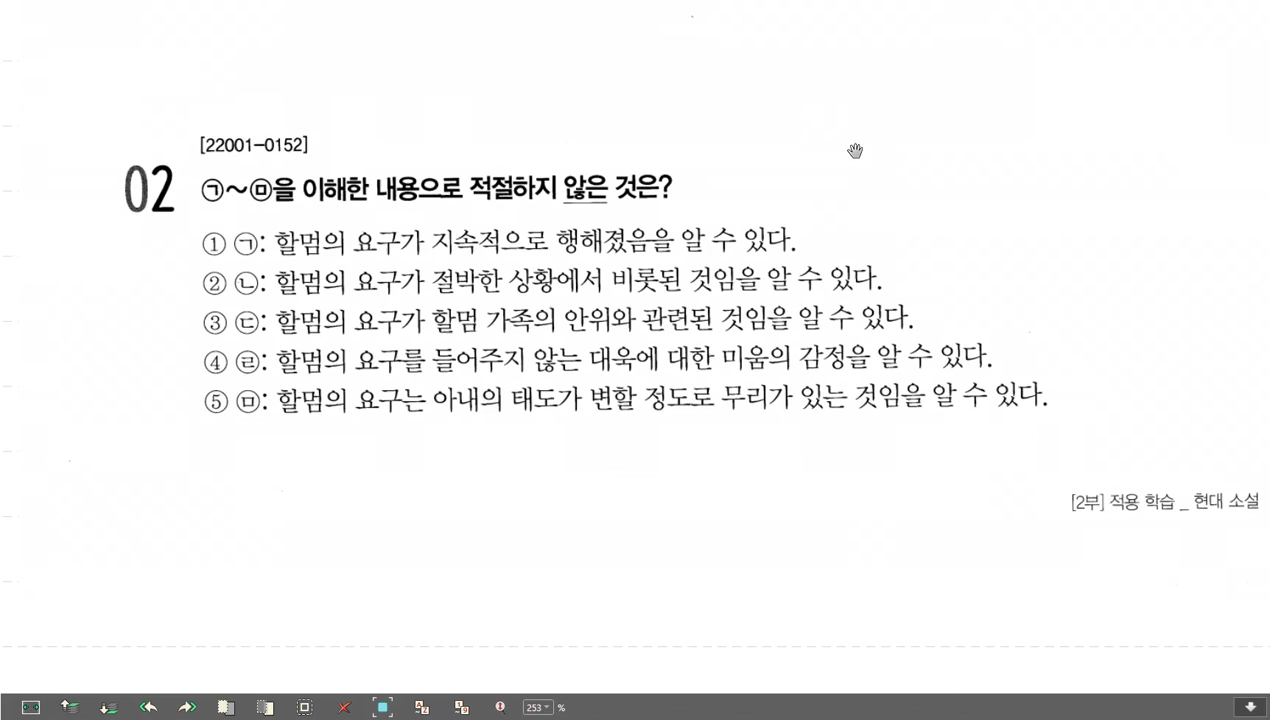 [22001-0152]
02 ㉠~㉤을 이해한 내용으로 적절하지 않은 것은?
① ㉠: 할멈의 요구가 지속적으로 행해졌음을 알 수 있다.
② ㉡: 할멈의 요구가 절박한 상황에서 비롯된 것임을 알 수 있다.
③ ㉢: 할멈의 요구가 할멈 가족의 안위와 관련된 것임을 알 수 있다.
④ ㉣: 할멈의 요구를 들어주지 않는 대욱에 대한 미움의 감정을 알 수 있다.
⑤ ㉤: 할멈의 요구는 아내의 태도가 변할 정도로 무리가 있는 것임을 알 수 있다.
[2부] 적용 학습 _ 현대 소설
253 %